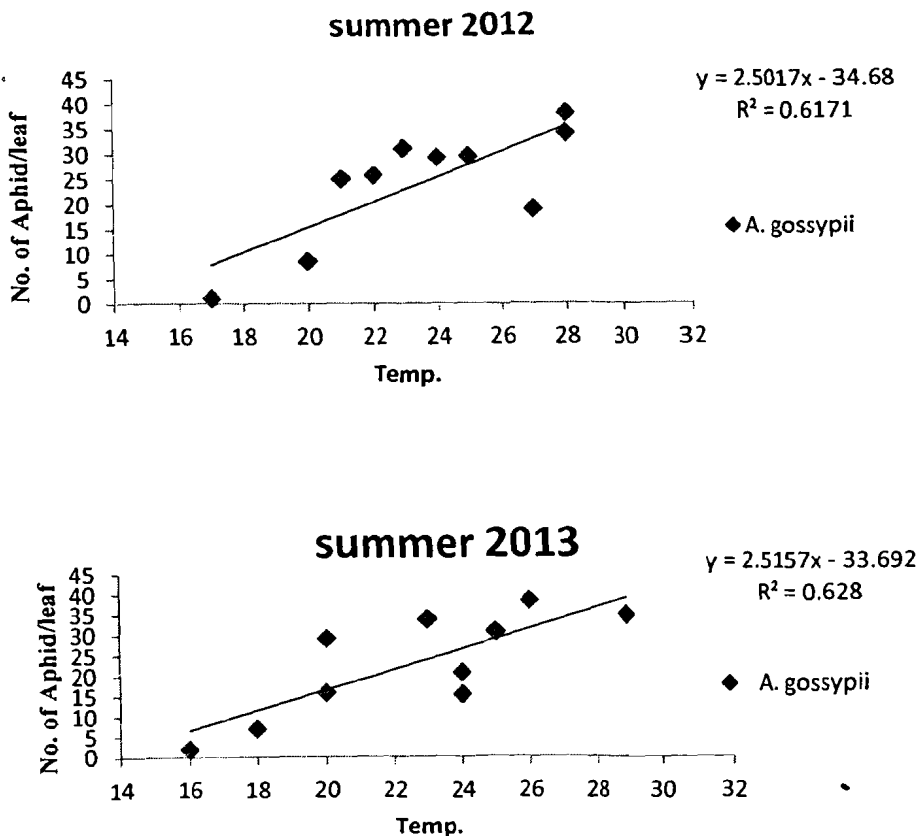 summer 2012
y = 2.5017x - 34.68
R² = 0.6171
No. of Aphid/leaf
45
40
35
30
25
20
15
10
5
0
14 16 18 20 22 24 26 28 30 32
Temp.
A. gossypii
summer 2013
y = 2.5157x - 33.692
R² = 0.628
No. of Aphid/leaf
45
40
35
30
25
20
15
10
5
0
14 16 18 20 22 24 26 28 30 32
Temp.
A. gossypii